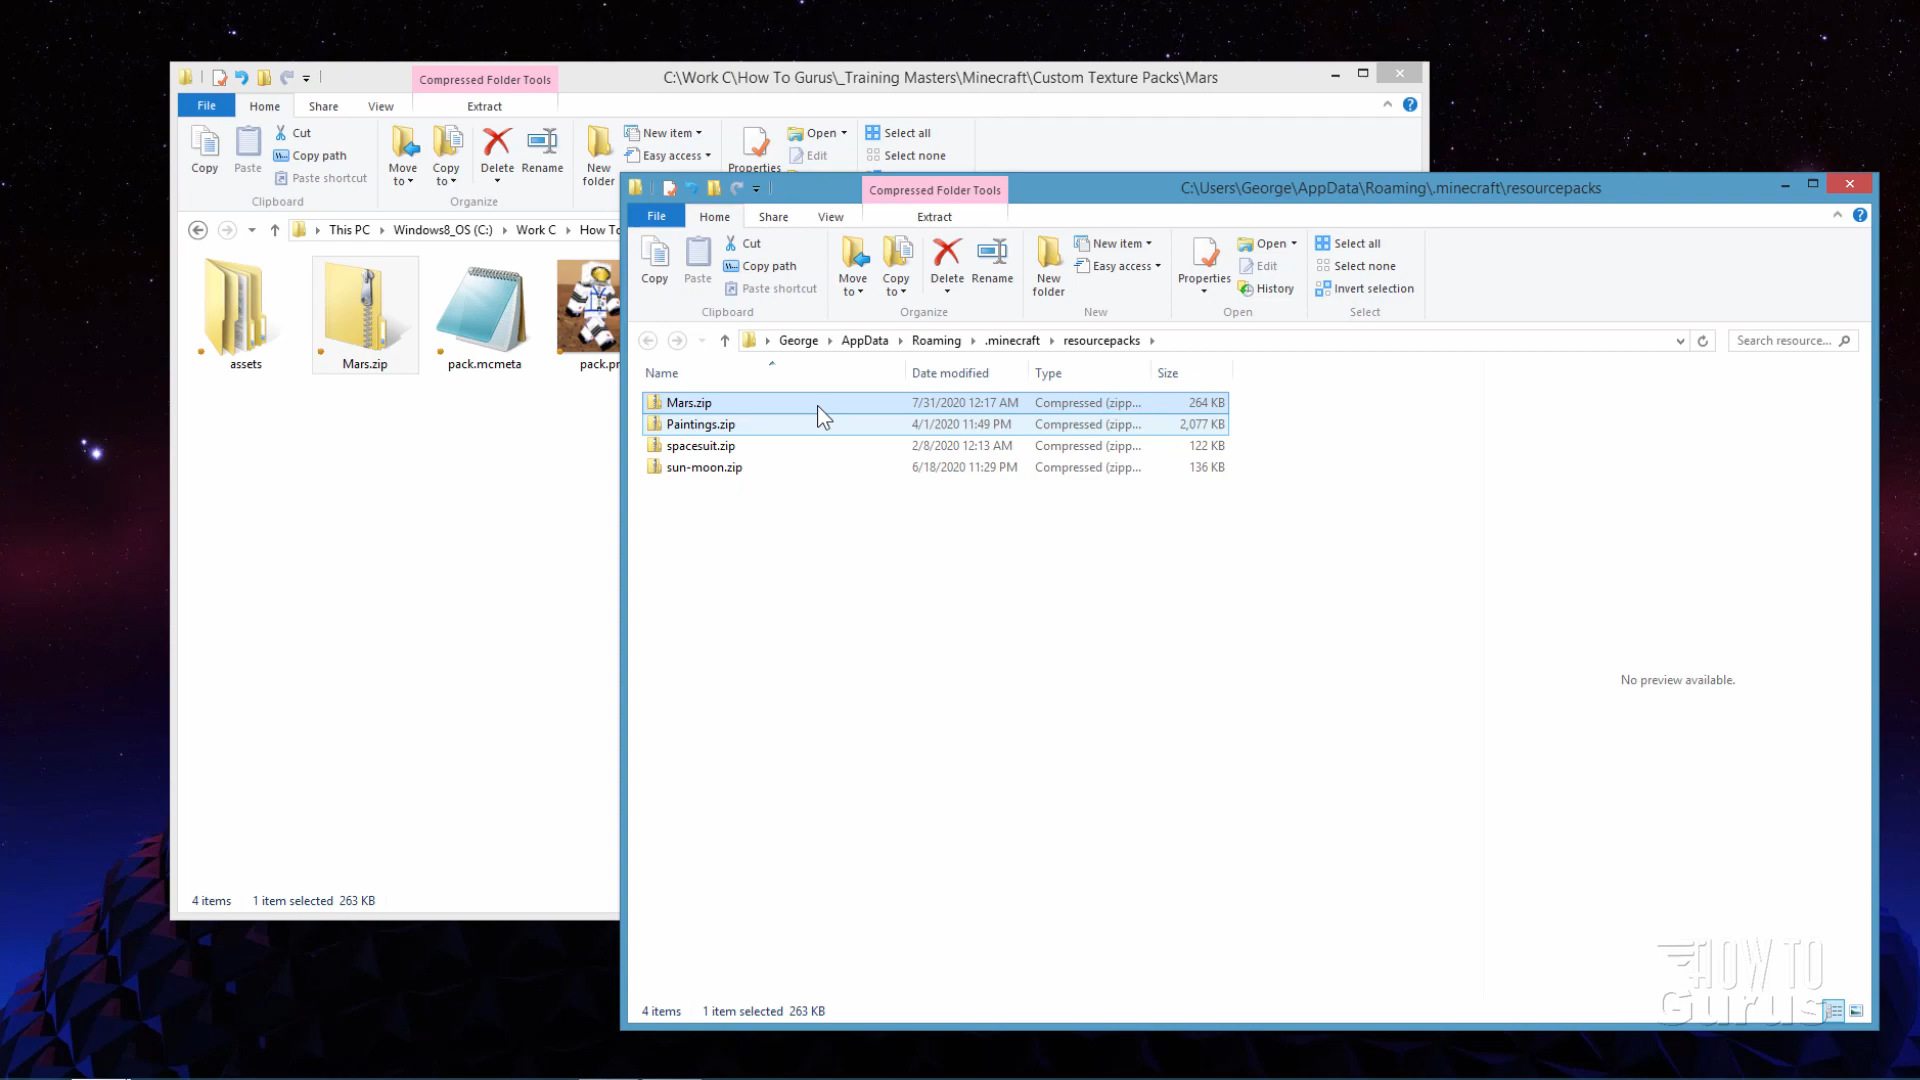 Compressed Folder Tools
C:\Work C\How To Gurus\_Training Masters\Minecraft\Custom Texture Packs\Mars
File
Home
Share
View
Extract
Copy
Paste
Cut
Copy path
Paste shortcut
Clipboard
Move to
Copy to
Delete
Rename
Organize
New folder
New item
Easy access
Properties
Open
Edit
Select all
Select none
This PC
Windows8_OS (C:)
Work C
How To
assets
Mars.zip
pack.mcmeta
4 items
1 item selected 263 KB
Compressed Folder Tools
C:\Users\George\AppData\Roaming\.minecraft\resourcepacks
File
Home
Share
View
Extract
Copy
Paste
Cut
Copy path
Paste shortcut
Clipboard
Move to
Copy to
Delete
Rename
Organize
New folder
New item
Easy access
New
Properties
Open
Edit
History
Open
Select all
Select none
Invert selection
Select
George
AppData
Roaming
.minecraft
resourcepacks
Search resource...
Name
Date modified
Type
Size
Mars.zip 7/31/2020 12:17 AM Compressed (zipp... 264 KB
Paintings.zip 4/1/2020 11:49 PM Compressed (zipp... 2,077 KB
spacesuit.zip 2/8/2020 12:13 AM Compressed (zipp... 122 KB
sun-moon.zip 6/18/2020 11:29 PM Compressed (zipp... 136 KB
No preview available.
4 items
1 item selected 263 KB
HOW TO
Gurus